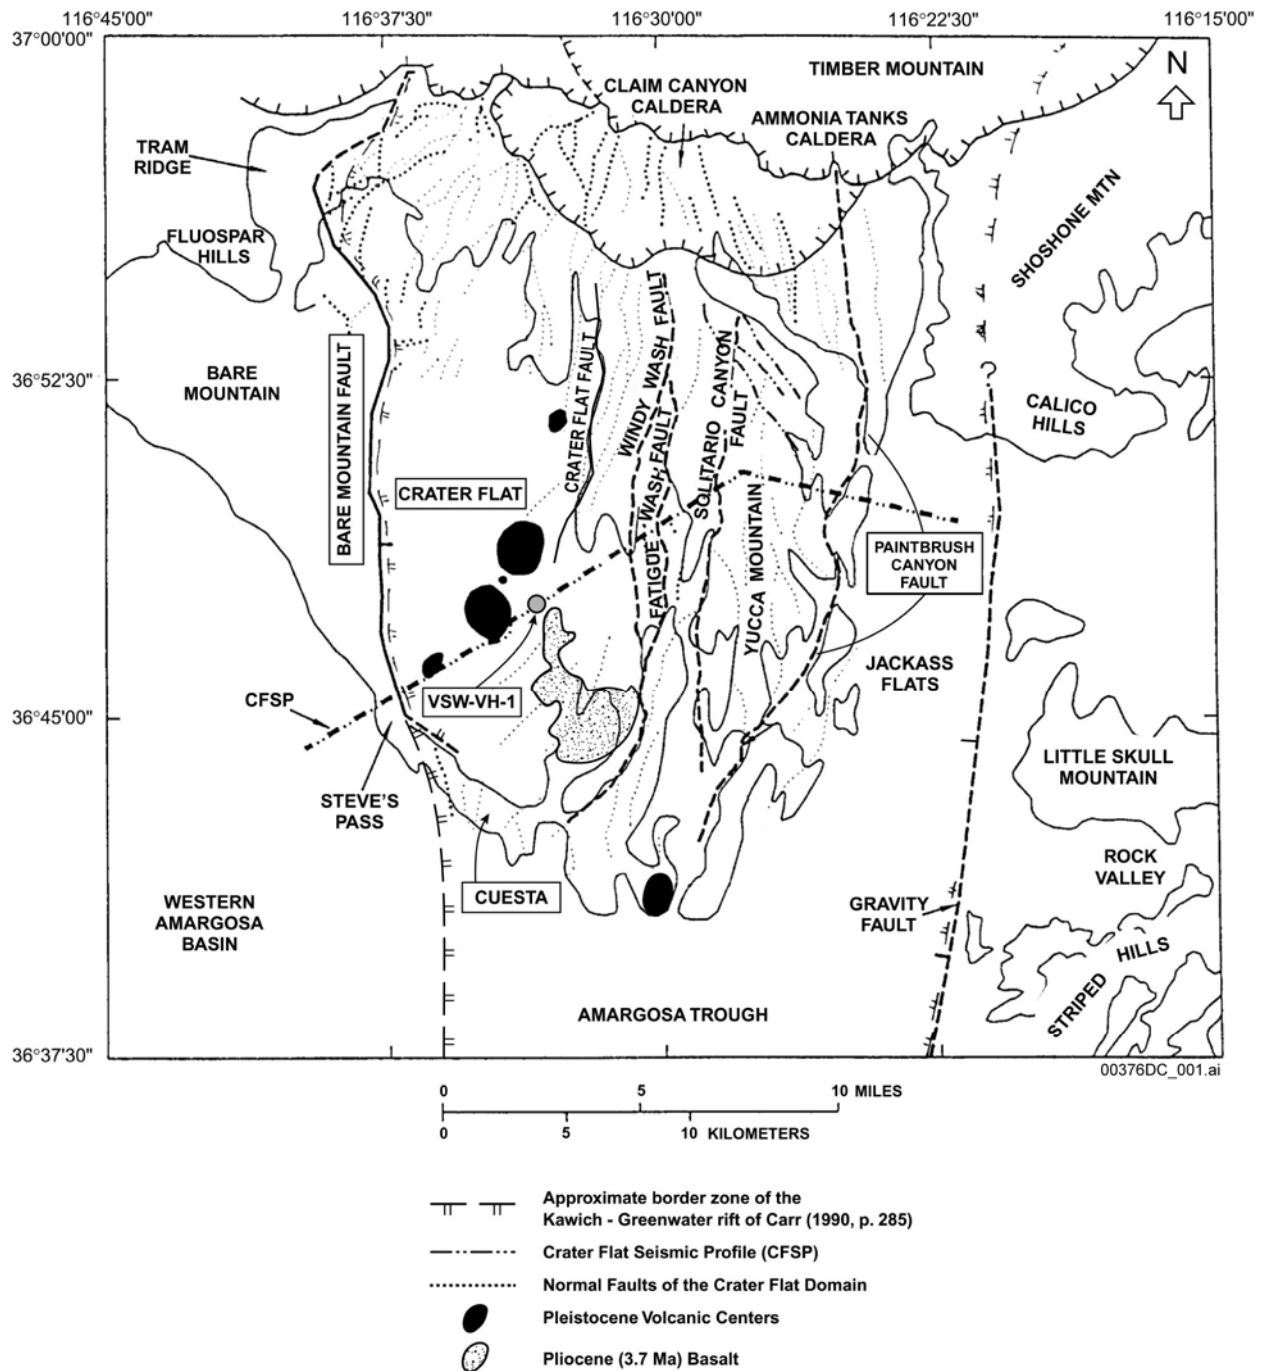 116°45'00"
116°37'30"
116°30'00"
116°22'30"
116°15'00"
37°00'00"
36°52'30"
36°45'00"
36°37'30"
N
TIMBER MOUNTAIN
CLAIM CANYON
CALDERA
AMMONIA TANKS
CALDERA
TRAM
RIDGE
FLUOSPAR
HILLS
SHOSHONE MTN
BARE
MOUNTAIN
BARE MOUNTAIN FAULT
CRATER FLAT
CRATER FLAT FAULT
WINDY WASH FAULT
FATIGUE WASH FAULT
SOLITARIO CANYON
FAULT
YUCCA MOUNTAIN
CALICO
HILLS
PAINTBRUSH
CANYON
FAULT
JACKASS
FLATS
CFSP
VSW-VH-1
STEVE'S
PASS
CUESTA
LITTLE SKULL
MOUNTAIN
ROCK
VALLEY
WESTERN
AMARGOSA
BASIN
GRAVITY
FAULT
STRIPED HILLS
AMARGOSA TROUGH
00376DC_001.ai
0 5 10 MILES
0 5 10 KILOMETERS
Approximate border zone of the
Kawich - Greenwater rift of Carr (1990, p. 285)
Crater Flat Seismic Profile (CFSP)
Normal Faults of the Crater Flat Domain
Pleistocene Volcanic Centers
Pliocene (3.7 Ma) Basalt